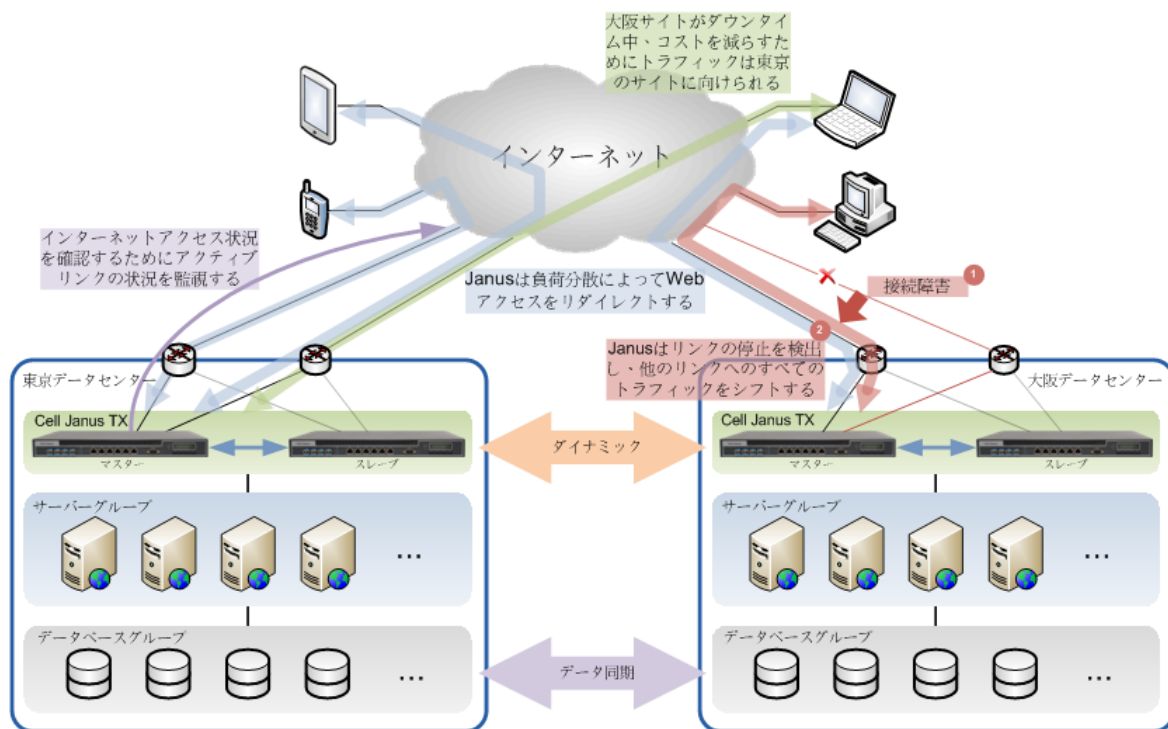 大阪サイトがダウンタイ
ム中、コストを減らすた
めにトラフィックは東京
のサイトに向けられる
インターネット
インターネットアクセス状況
を確認するためにアクティブ
リンクの状況を監視する
Janusは負荷分散によってWeb
アクセスをリダイレクトする
接続障害
1
2
Janusはリンクの停止を検出
し、他のリンクへのすべての
トラフィックをシフトする
東京データセンター
大阪データセンター
Cell Janus TX
マスター
スレーブ
ダイナミック
Cell Janus TX
マスター
スレーブ
サーバーグループ
...
サーバーグループ
...
データベースグループ
...
データ同期
データベースグループ
...